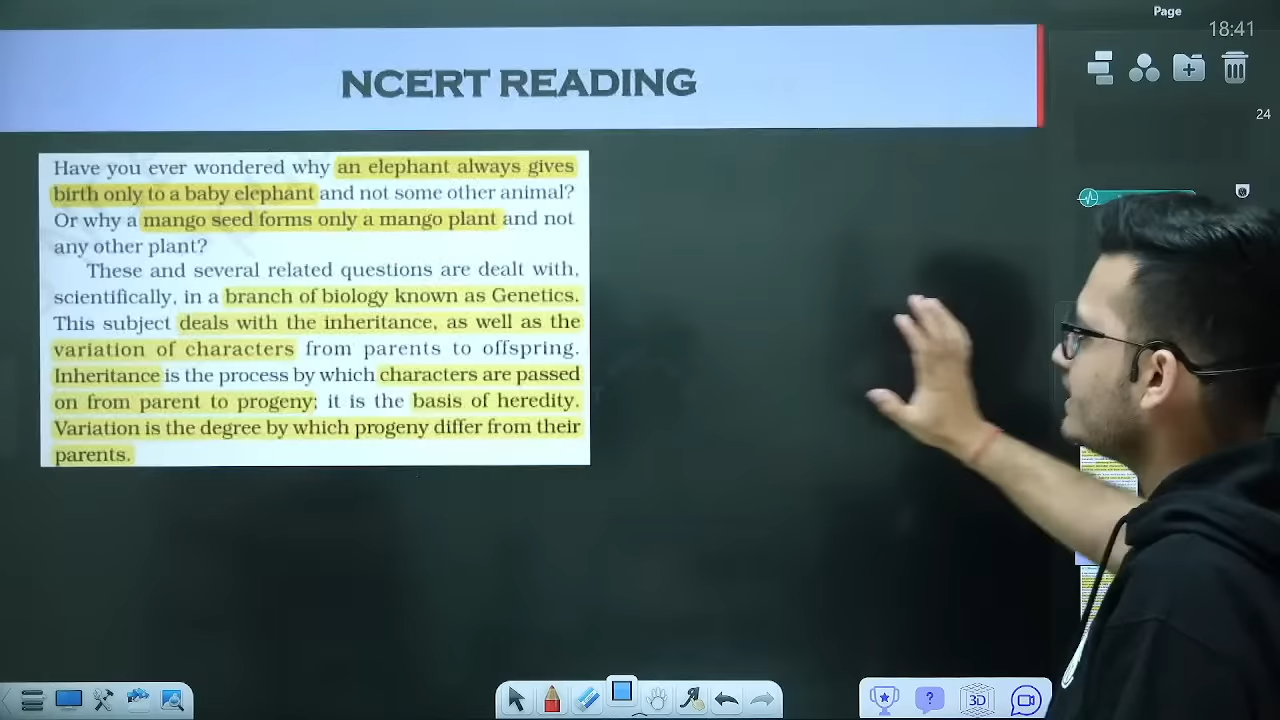 Page
18:41
NCERT READING
24
Have you ever wondered why an elephant always gives
birth only to a baby elephant and not some other animal?
Or why a mango seed forms only a mango plant and not
any other plant?
These and several related questions are dealt with,
scientifically, in a branch of biology known as Genetics.
This subject deals with the inheritance, as well as the
variation of characters from parents to offspring.
Inheritance is the process by which characters are passed
on from parent to progeny; it is the basis of heredity.
Variation is the degree by which progeny differ from their
parents.
?
3D